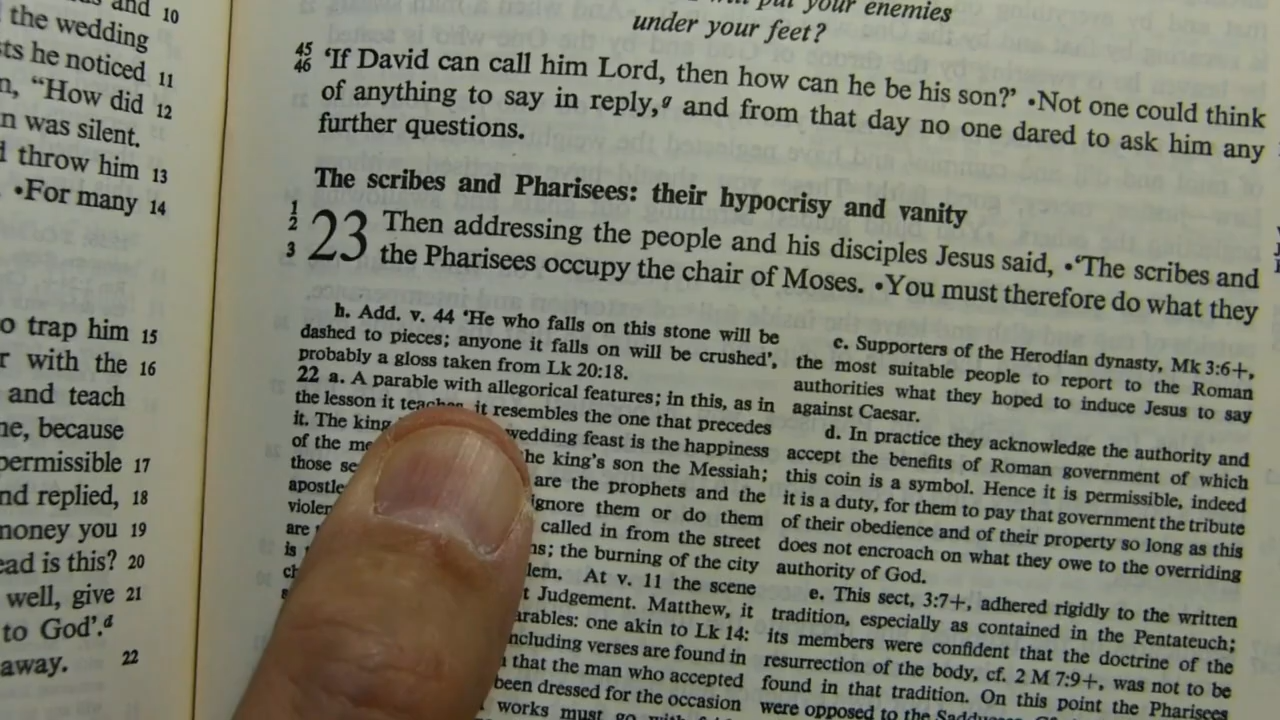 and 10
the wedding
he noticed 11
"How did 12
was silent.
throw him 13
•For many 14
to trap him 15
with the 16
and teach
because
permissible 17
replied, 18
money you 19
is this? 20
well, give 21
to God'.d
away. 22
put your enemies
under your feet?
45 'If David can call him Lord, then how can he be his son?' •Not one could think
46 of anything to say in reply,g and from that day no one dared to ask him any
further questions.
The scribes and Pharisees: their hypocrisy and vanity
1
2 23 Then addressing the people and his disciples Jesus said, •'The scribes and
3 the Pharisees occupy the chair of Moses. •You must therefore do what they
h. Add. v. 44 'He who falls on this stone will be
dashed to pieces; anyone it falls on will be crushed',
probably a gloss taken from Lk 20:18.
22 a. A parable with allegorical features; in this, as in
the lesson it teaches, it resembles the one that precedes
it. The king wedding feast is the happiness
of the the king's son the Messiah;
those are the prophets and the
ignore them or do them
are called in from the street
is the burning of the city
At v. 11 the scene
Judgement. Matthew, it
one akin to Lk 14:
including verses are found in
that the man who accepted
been dressed for the occasion
works must go
c. Supporters of the Herodian dynasty, Mk 3:6+,
the most suitable people to report to the Roman
authorities what they hoped to induce Jesus to say
against Caesar.
d. In practice they acknowledge the authority and
accept the benefits of Roman government of which
this coin is a symbol. Hence it is permissible, indeed
it is a duty, for them to pay that government the tribute
of their obedience and of their property so long as this
does not encroach on what they owe to the overriding
authority of God.
e. This sect, 3:7+, adhered rigidly to the written
tradition, especially as contained in the Pentateuch;
its members were confident that the doctrine of the
resurrection of the body, cf. 2 M 7:9+, was not to be
found in that tradition. On this point the Pharisees
were opposed to the